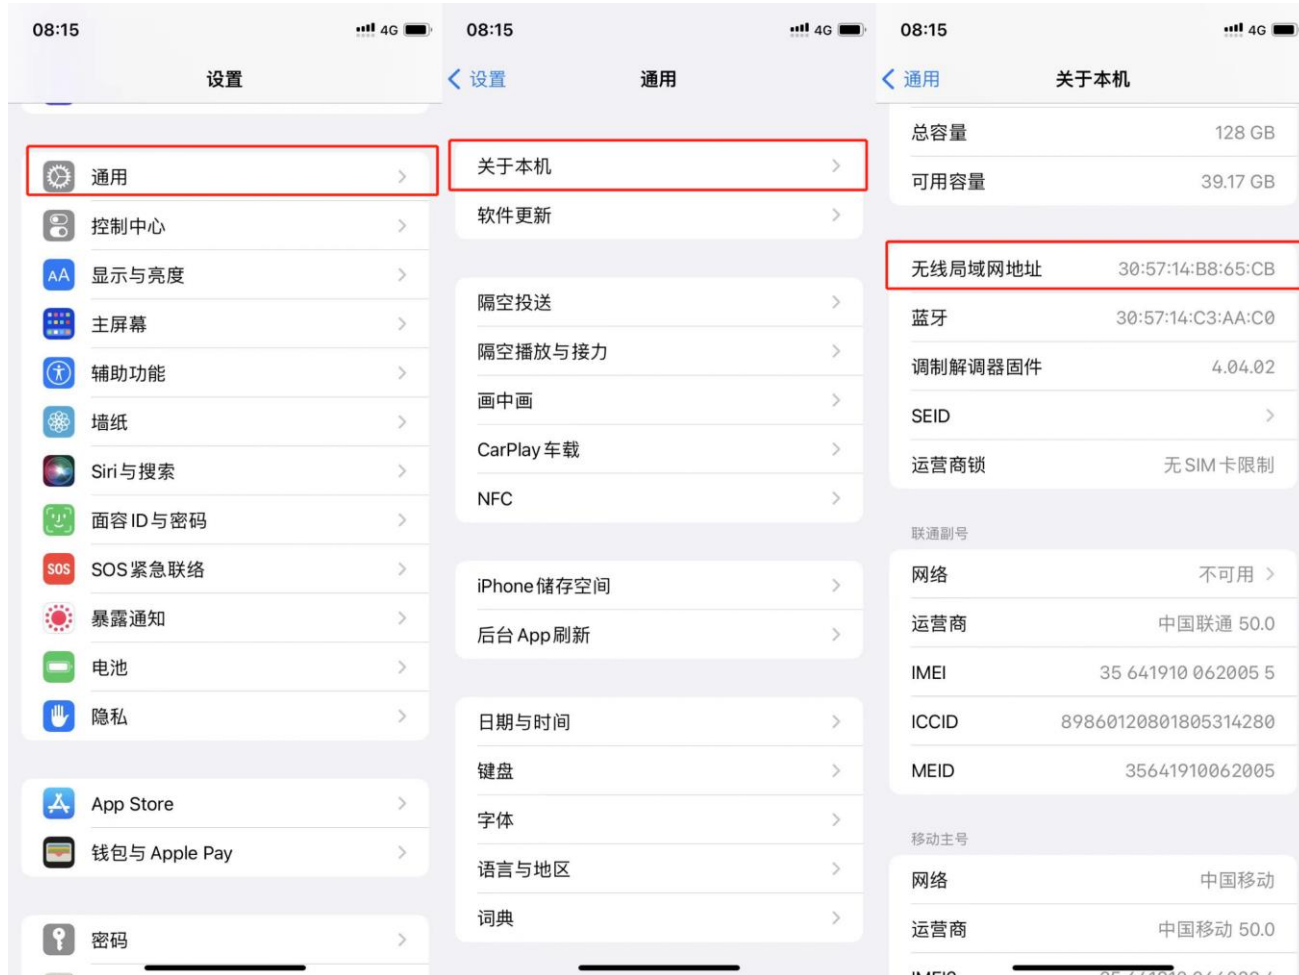 08:15
4G
设置
通用
控制中心
显示与亮度
主屏幕
辅助功能
墙纸
Siri与搜索
面容ID与密码
SOS紧急联络
暴露通知
电池
隐私
App Store
钱包与 Apple Pay
密码
08:15
4G
设置
通用
关于本机
软件更新
隔空投送
隔空播放与接力
画中画
CarPlay车载
NFC
iPhone储存空间
后台App刷新
日期与时间
键盘
字体
语言与地区
词典
08:15
4G
通用
关于本机
总容量 128 GB
可用容量 39.17 GB
无线局域网地址 30:57:14:B8:65:CB
蓝牙 30:57:14:C3:AA:C0
调制解调器固件 4.04.02
SEID
运营商锁 无SIM卡限制
联通副号
网络 不可用
运营商 中国联通 50.0
IMEI 35 641910 062005 5
ICCID 89860120801805314280
MEID 35641910062005
移动主号
网络 中国移动
运营商 中国移动 50.0